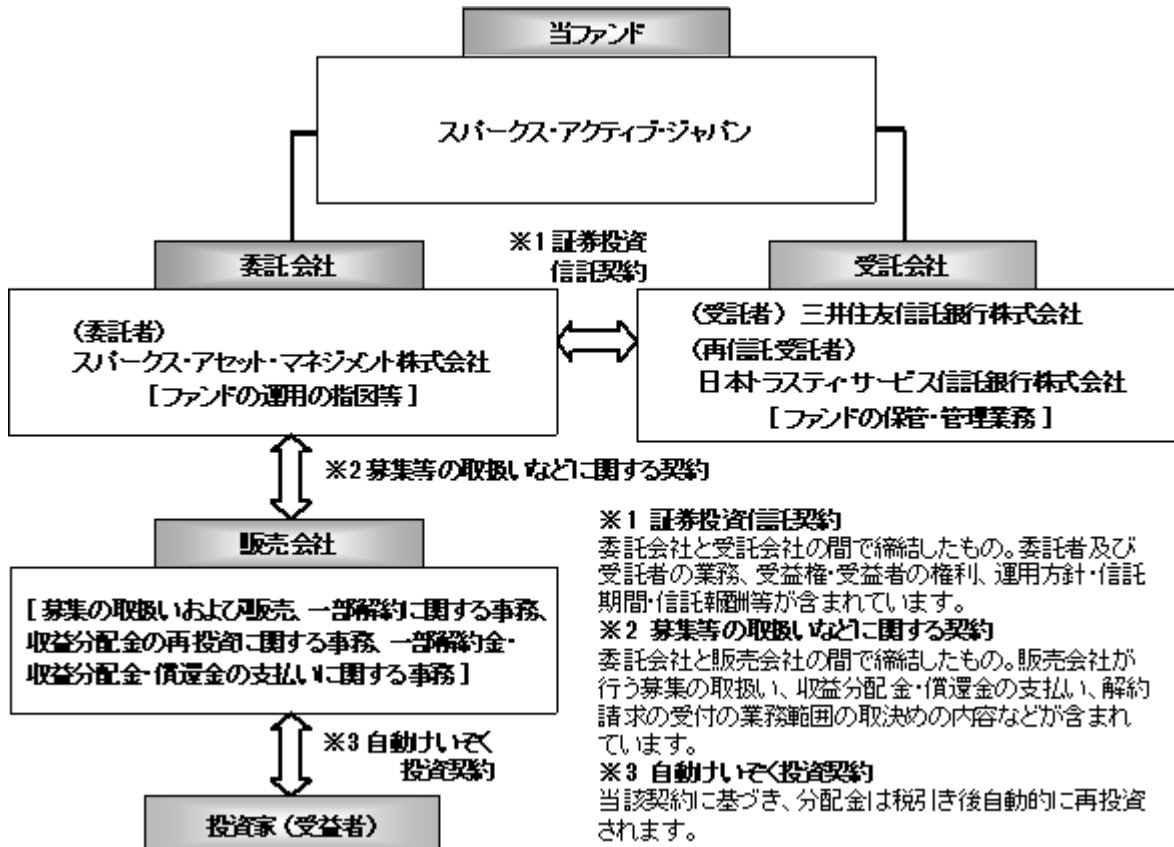 当ファンド
スパークス・アクティブ・ジャパン
委託会社
※1 証券投資
信託契約
受託会社
(委託者)
スパークス・アセット・マネジメント株式会社
[ファンドの運用の指図等]
(受託者) 三井住友信託銀行株式会社
(再信託受託者)
日本トラスティ・サービス信託銀行株式会社
[ファンドの保管・管理業務]
※2 募集等の取扱いなどに関する契約
販売会社
[募集の取扱いおよび販売、一部解約に関する事務、
収益分配金の再投資に関する事務、一部解約金・
収益分配金・償還金の支払いに関する事務]
※3 自動けいぞく
投資契約
投資家(受益者)
※1 証券投資信託契約
委託会社と受託会社の間で締結したもの。委託者及び
受託者の業務、受益権・受益者の権利、運用方針・信託
期間・信託報酬等が含まれています。
※2 募集等の取扱いなどに関する契約
委託会社と販売会社の間で締結したもの。販売会社が
行う募集の取扱い、収益分配金・償還金の支払い、解約
請求の受付の業務範囲の取決めの内容などが含まれ
ています。
※3 自動けいぞく投資契約
当該契約に基づき、分配金は税引き後自動的に再投資
されます。